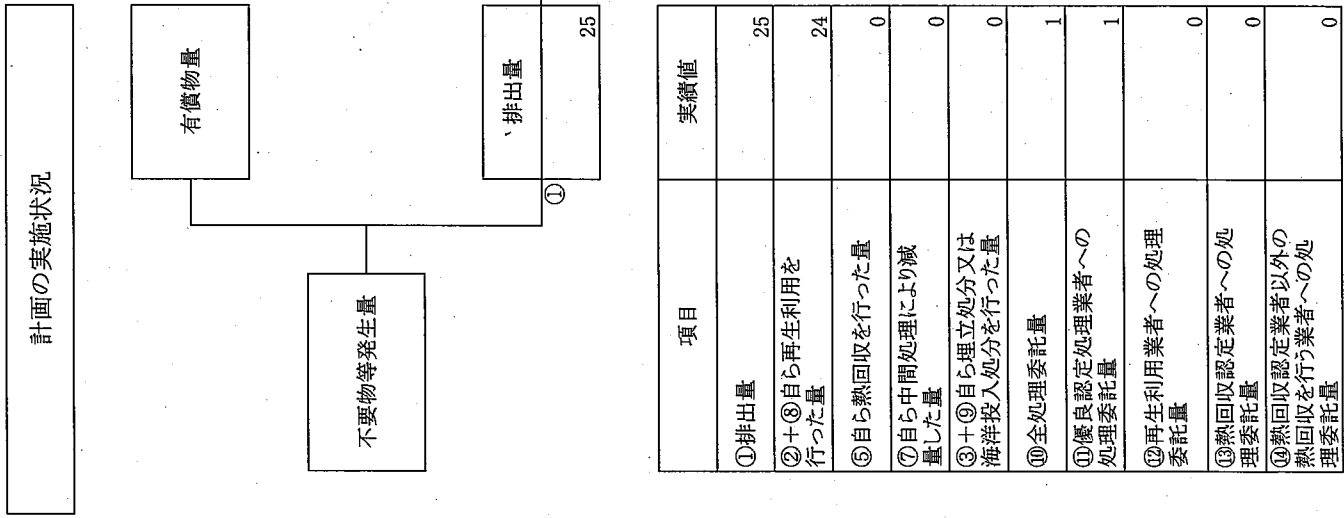 計画の実施状況
有償物量
不要物等発生量
排出量
①
25
項目
実績値
①排出量
25
②+⑧自ら再生利用を
行った量
24
⑤自ら熱回収を行った量
0
⑦自ら中間処理により減
量した量
0
③+⑨自ら埋立処分又は
海洋投入処分を行った量
0
⑩全処理委託量
1
⑪優良認定処理業者への
処理委託量
1
⑫再生利用業者への処理
委託量
0
⑬熱回収認定業者への処
理委託量
0
⑭熱回収認定業者以外の
熱回収を行う業者への処
理委託量
0